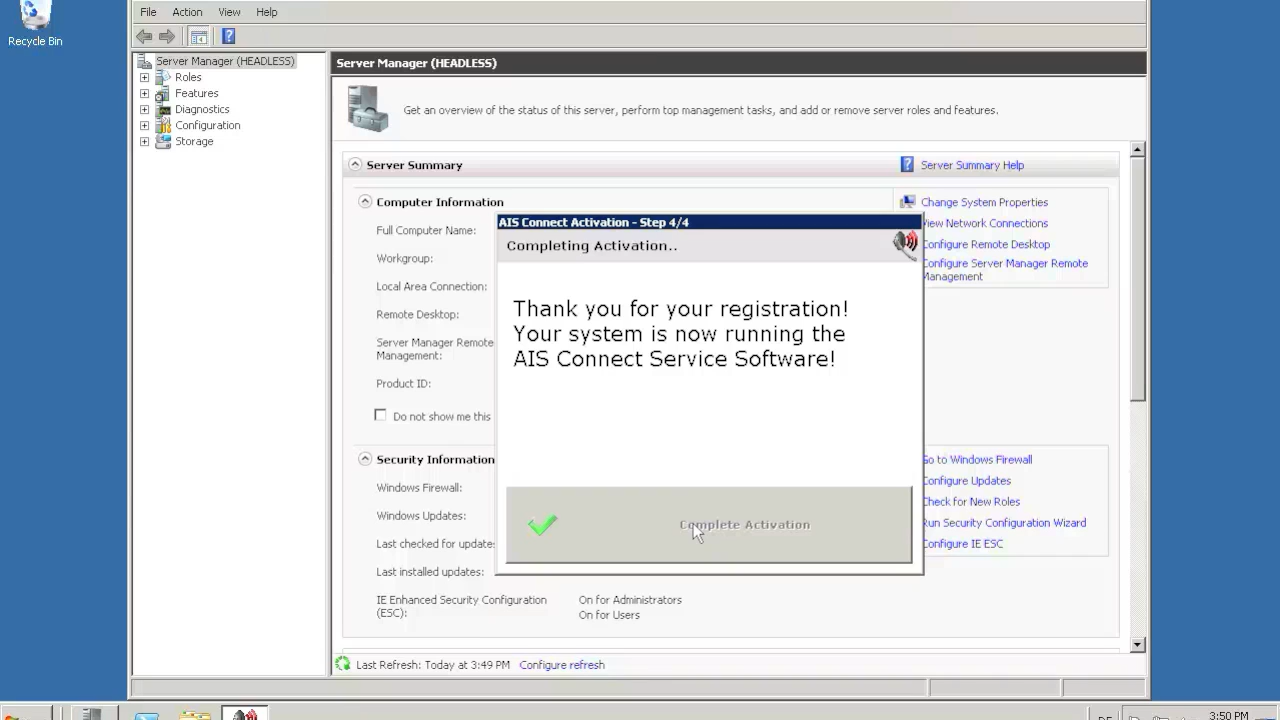 File Action View Help
Recycle Bin
Server Manager (HEADLESS)
Roles
Features
Diagnostics
Configuration
Storage
Server Manager (HEADLESS)
Get an overview of the status of this server, perform top management tasks, and add or remove server roles and features.
Server Summary
Server Summary Help
Computer Information
Full Computer Name:
Workgroup:
Local Area Connection:
Remote Desktop:
Server Manager Remote
Management:
Product ID:
Do not show me this
Change System Properties
View Network Connections
Configure Remote Desktop
Configure Server Manager Remote
Management
AIS Connect Activation - Step 4/4
Completing Activation..
Thank you for your registration!
Your system is now running the
AIS Connect Service Software!
Complete Activation
Security Information
Windows Firewall:
Windows Updates:
Last checked for update
Last installed updates:
IE Enhanced Security Configuration
(ESC):
On for Administrators
On for Users
Go to Windows Firewall
Configure Updates
Check for New Roles
Run Security Configuration Wizard
Configure IE ESC
Last Refresh: Today at 3:49 PM Configure refresh
DE
3:50 PM